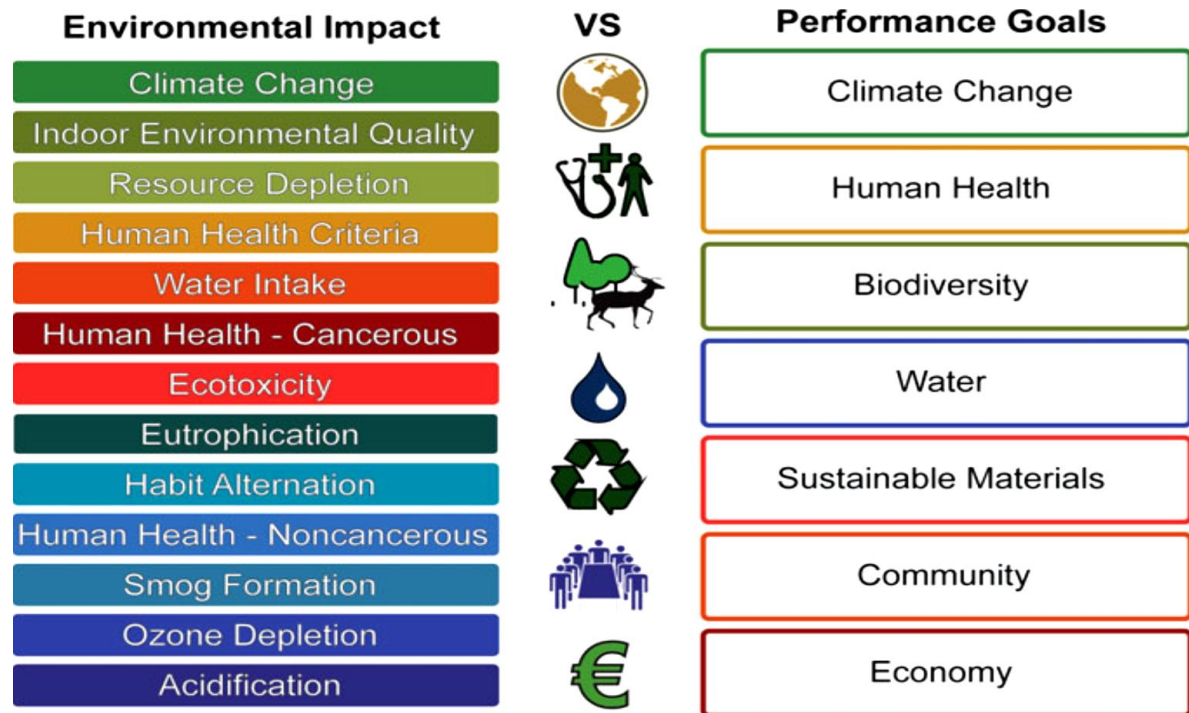 Environmental Impact
VS
Performance Goals
Climate Change
Indoor Environmental Quality
Resource Depletion
Human Health Criteria
Water Intake
Human Health - Cancerous
Ecotoxicity
Eutrophication
Habit Alternation
Human Health - Noncancerous
Smog Formation
Ozone Depletion
Acidification
€
Climate Change
Human Health
Biodiversity
Water
Sustainable Materials
Community
Economy